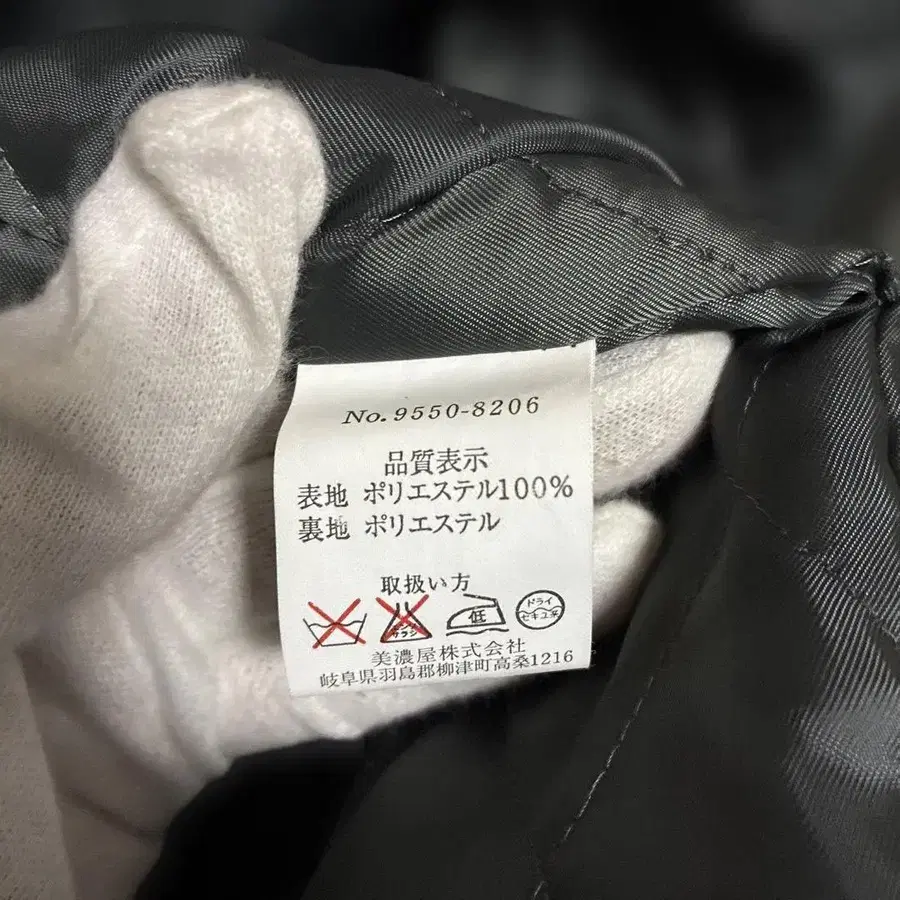 No. 9550-8206
品質表示
表地 ポリエステル100%
裏地 ポリエステル
取扱い方
低
ドライ
セキユ系
美濃屋株式会社
岐阜県羽島郡柳津町高桑1216